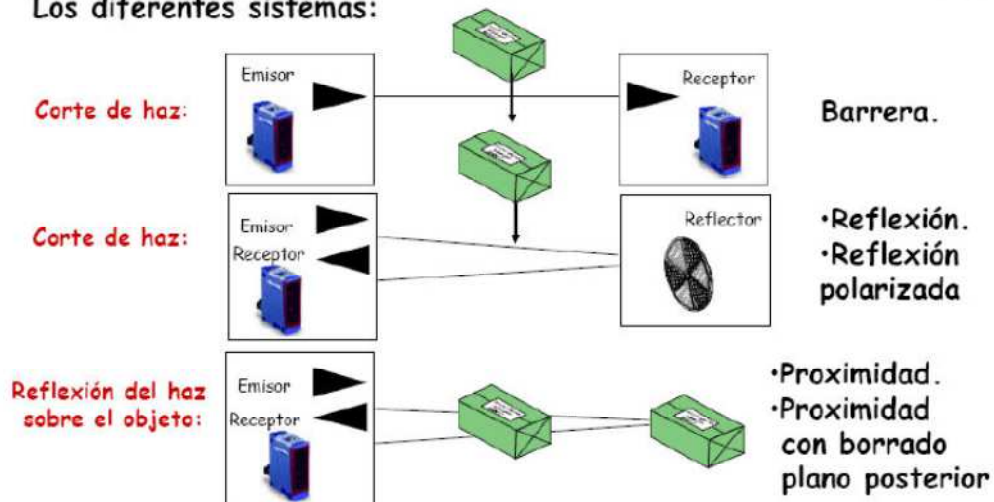 Los diferentes sistemas:
Corte de haz:
Emisor
Receptor
Barrera.
Corte de haz:
Emisor
Receptor
Reflector
•Reflexión.
•Reflexión
polarizada
Reflexión del haz
sobre el objeto:
Emisor
Receptor
•Proximidad.
•Proximidad
con borrado
plano posterior